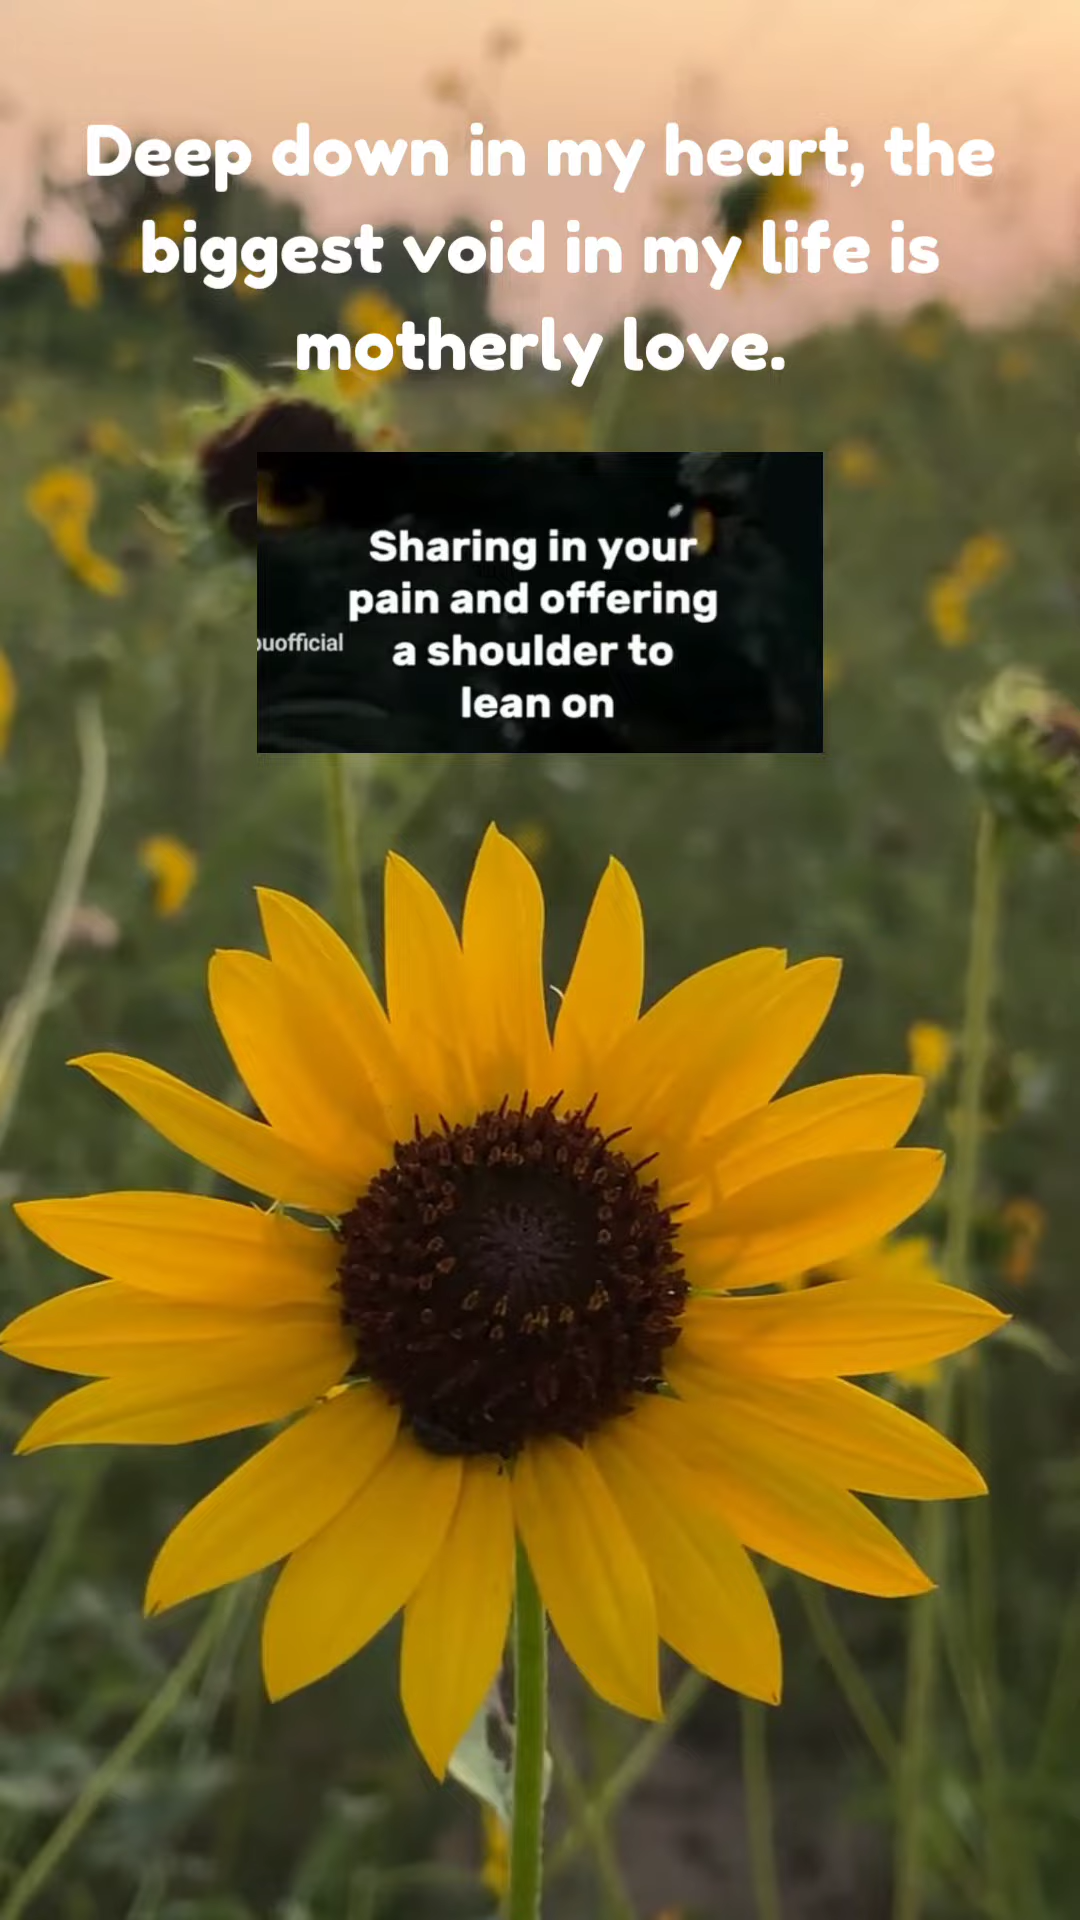 Deep down in my heart, the
biggest void in my life is
motherly love.
Sharing in your
pain and offering
uofficial
a shoulder to
lean on